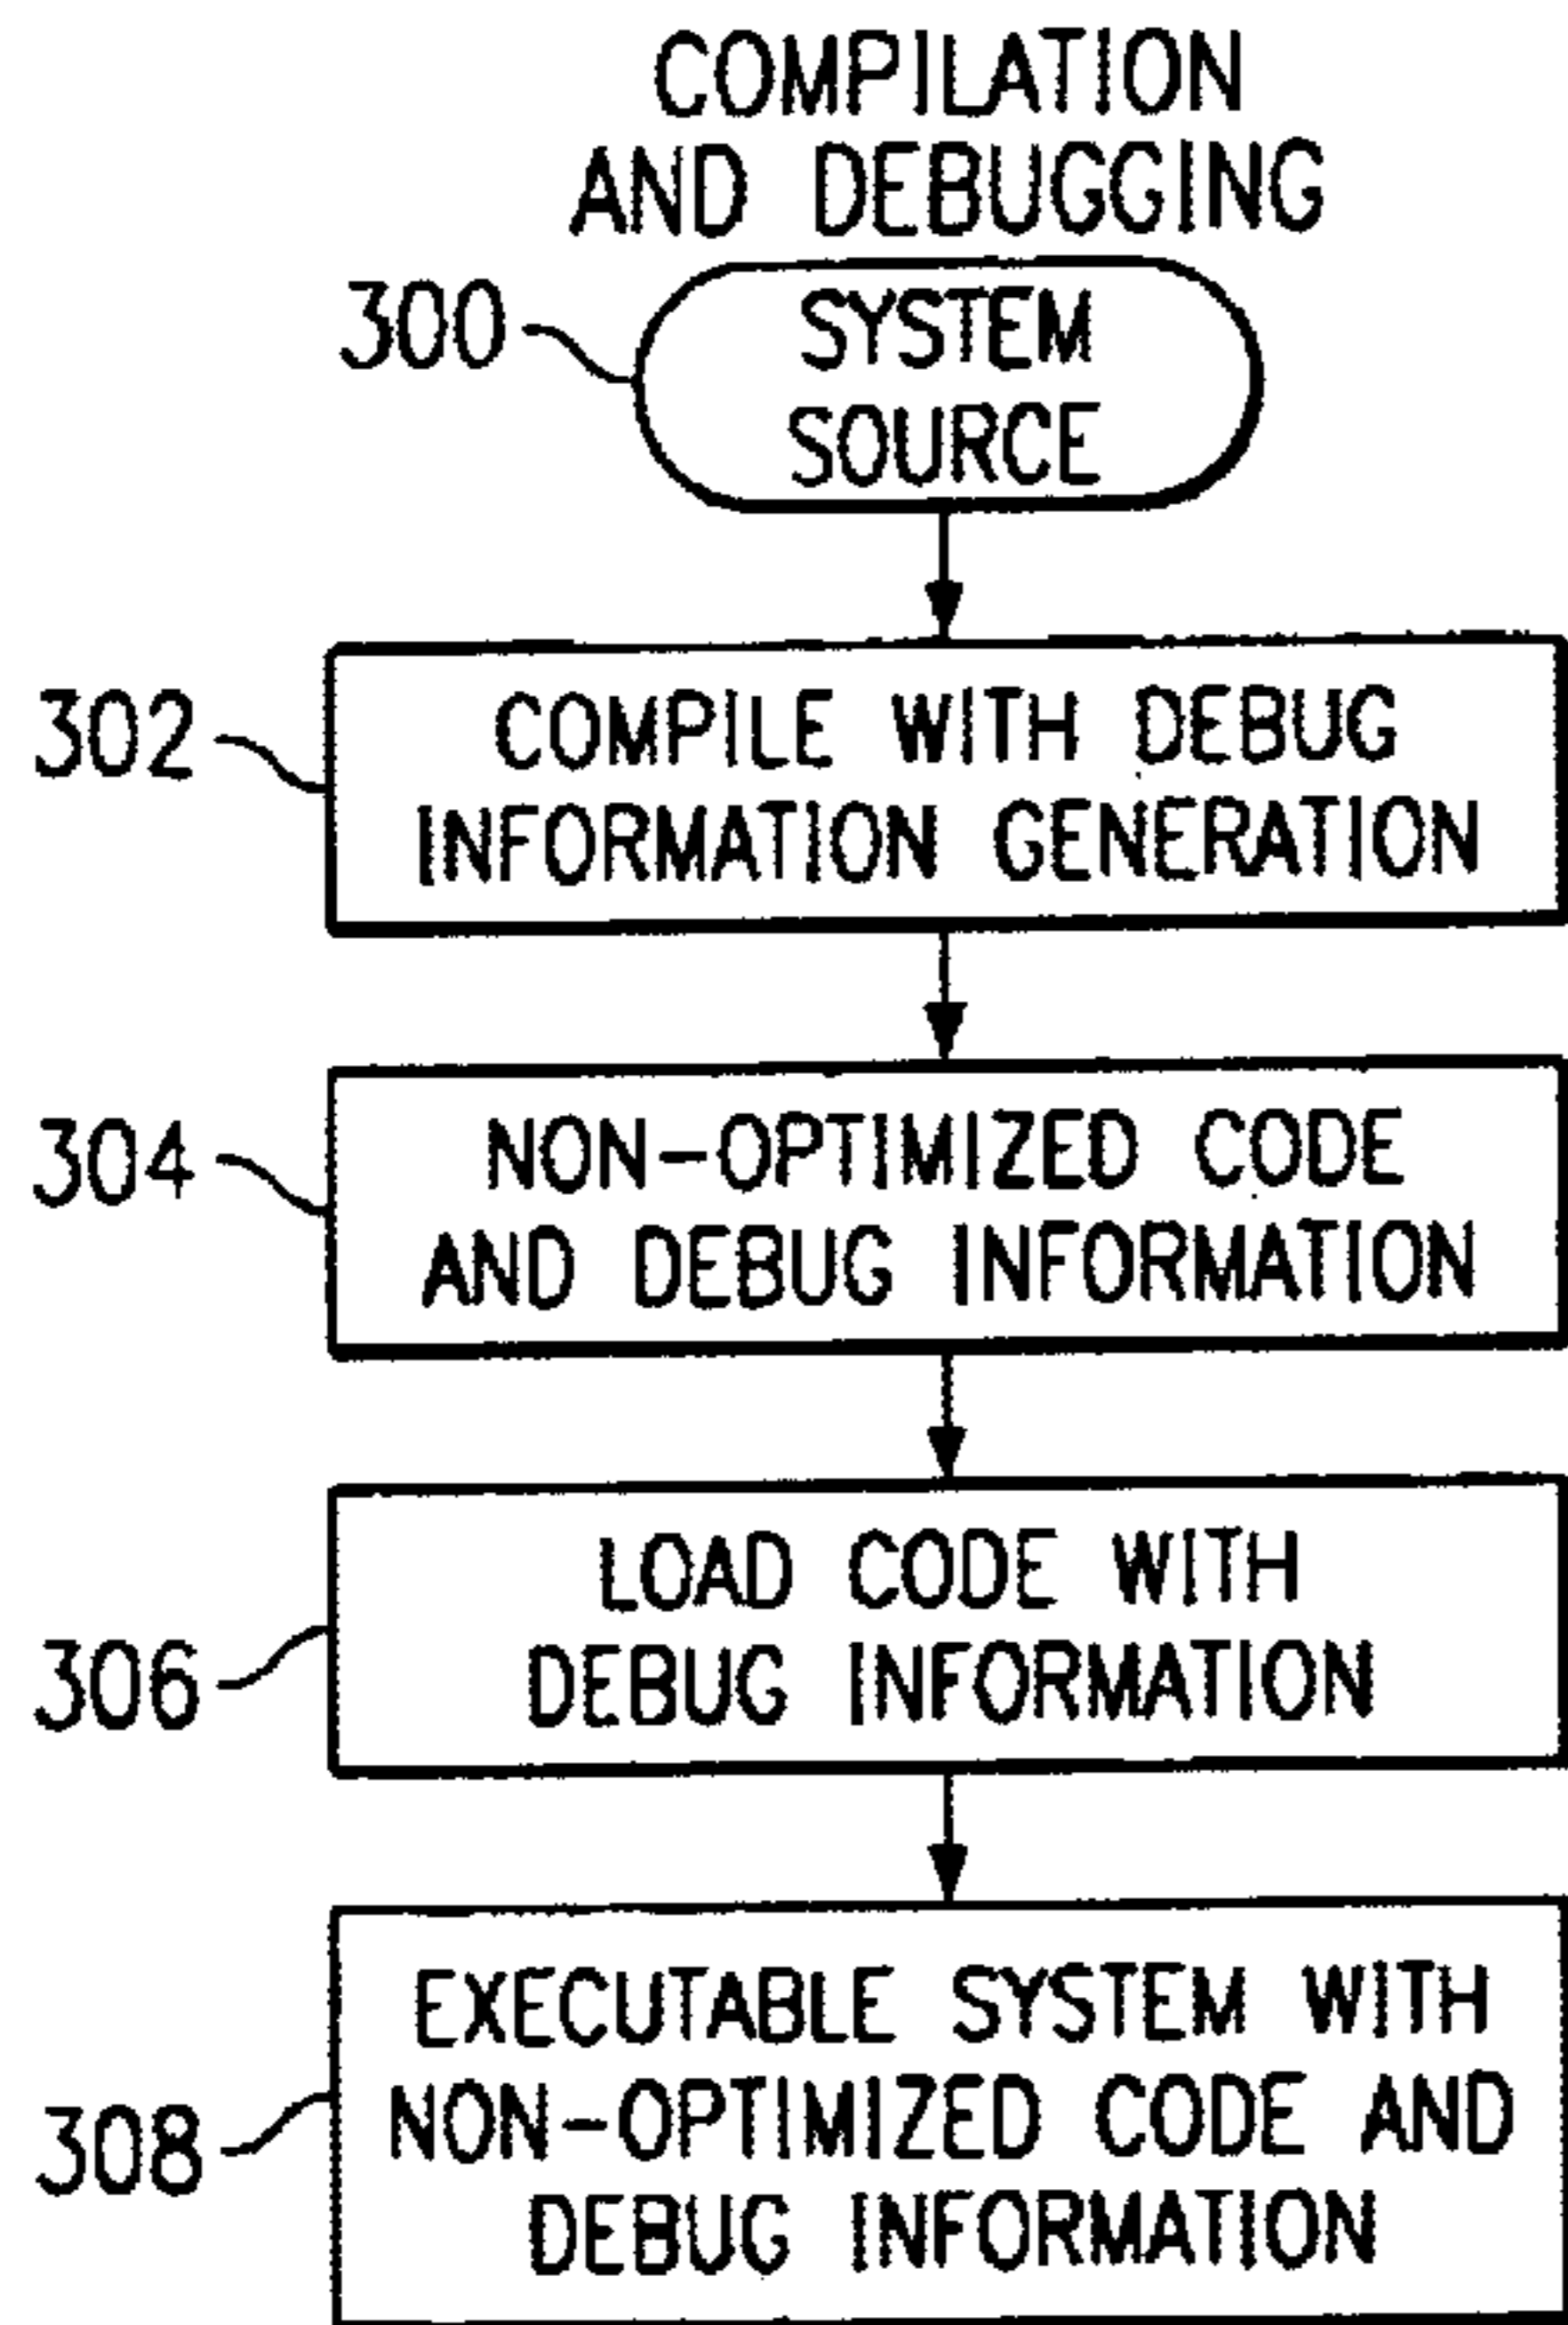 COMPILATION
AND DEBUGGING
300
SYSTEM
SOURCE
302
COMPILE WITH DEBUG
INFORMATION GENERATION
304
NON-OPTIMIZED CODE
AND DEBUG INFORMATION
LOAD CODE WITH
DEBUG INFORMATION
306
EXECUTABLE SYSTEM WITH
NON-OPTIMIZED CODE AND
DEBUG INFORMATION
308